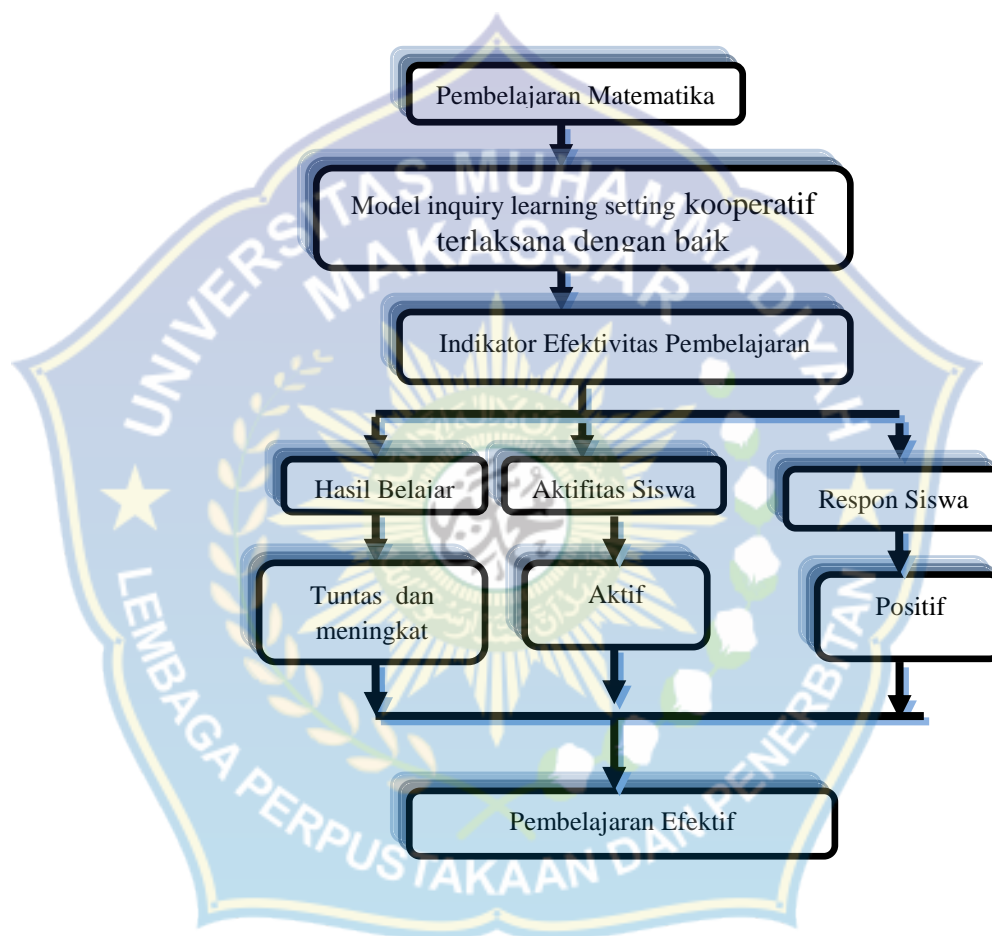 Pembelajaran Matematika
Model inquiry learning setting kooperatif
terlaksana dengan baik
Indikator Efektivitas Pembelajaran
Hasil Belajar
Aktifitas Siswa
Respon Siswa
Tuntas dan
meningkat
Aktif
Positif
Pembelajaran Efektif
UNIVERSITAS MUHAMMADIYAH
MAKASSAR
LEMBAGA PERPUSTAKAAN DAN PENERBITAN